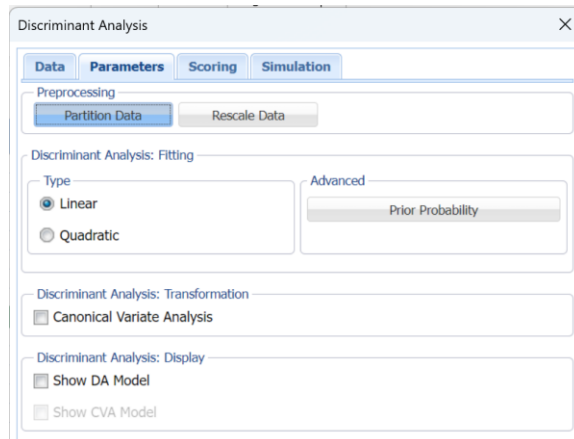 Discriminant Analysis
Data Parameters Scoring Simulation
Preprocessing
Partition Data Rescale Data
Discriminant Analysis: Fitting
Type Advanced
Linear Prior Probability
Quadratic
Discriminant Analysis: Transformation
Canonical Variate Analysis
Discriminant Analysis: Display
Show DA Model
Show CVA Model